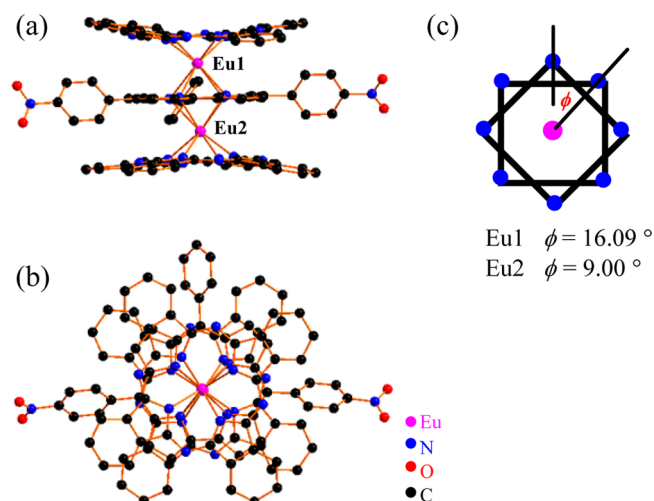 (a)
Eu1
Eu2
(b)
(c)
ϕ
Eu1 ϕ = 16.09 °
Eu2 ϕ = 9.00 °
Eu
N
O
C